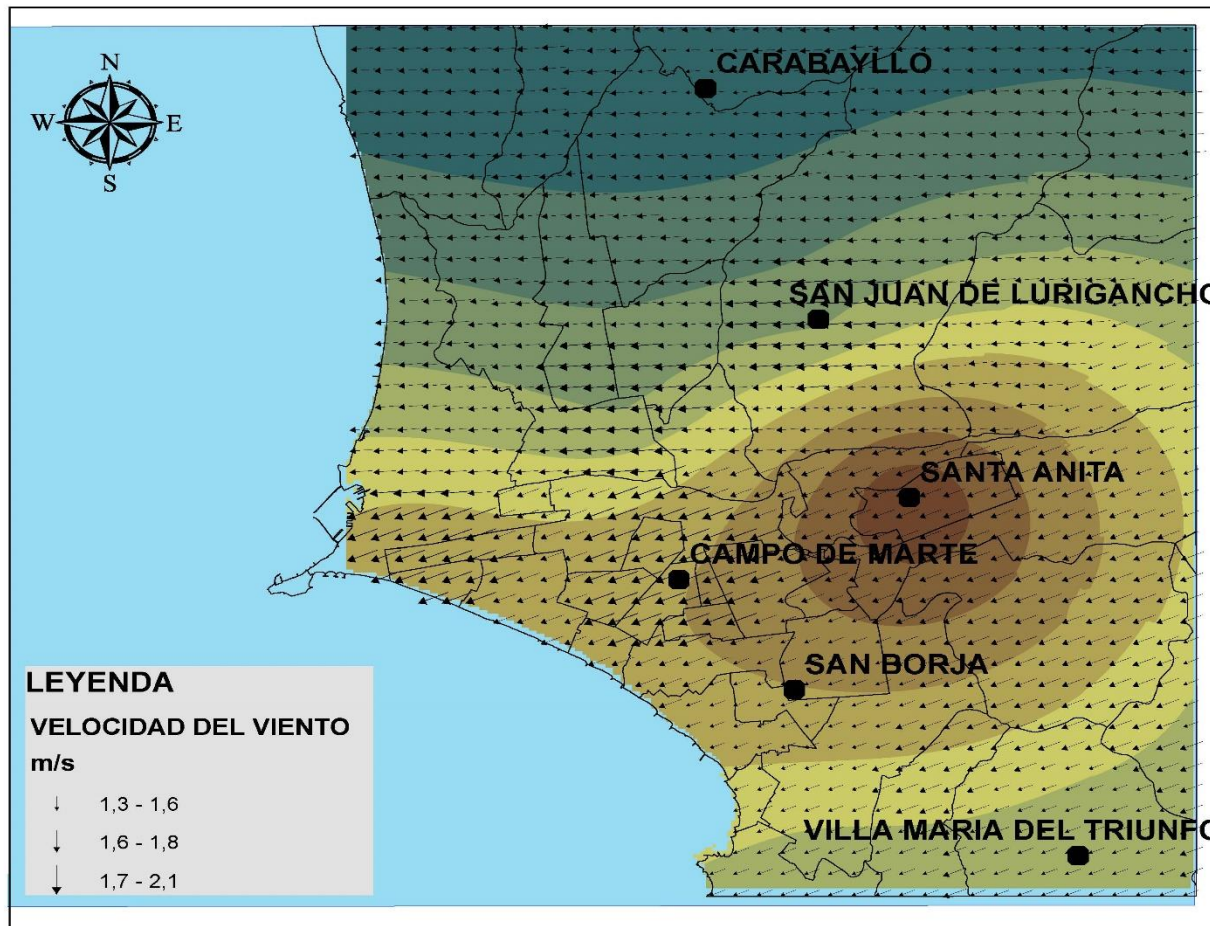 N
W E
S
CARABAYLLO
SAN JUAN DE LURIGANCHO
SANTA ANITA
CAMPO DE MARTE
SAN BORJA
VILLA MARIA DEL TRIUNFO
LEYENDA
VELOCIDAD DEL VIENTO
m/s
1,3 - 1,6
1,6 - 1,8
1,7 - 2,1